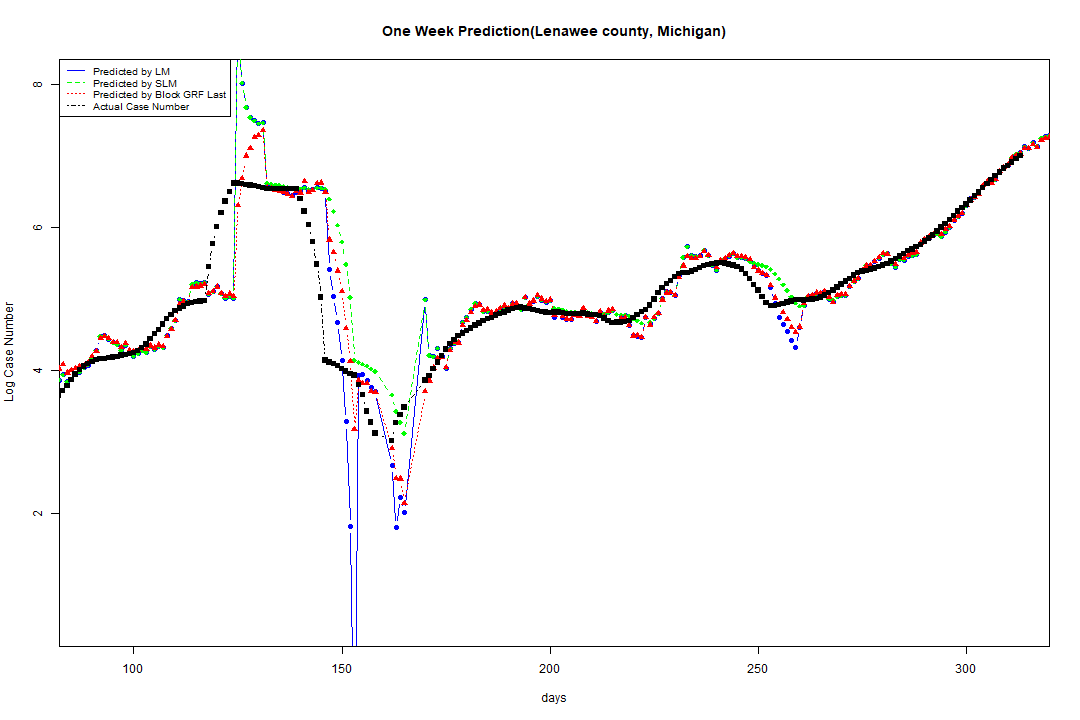 One Week Prediction(Lenawee county, Michigan)
Predicted by LM
Predicted by SLM
Predicted by Block GRF Last
Actual Case Number
Log Case Number
8
6
4
2
100 150 200 250 300
days